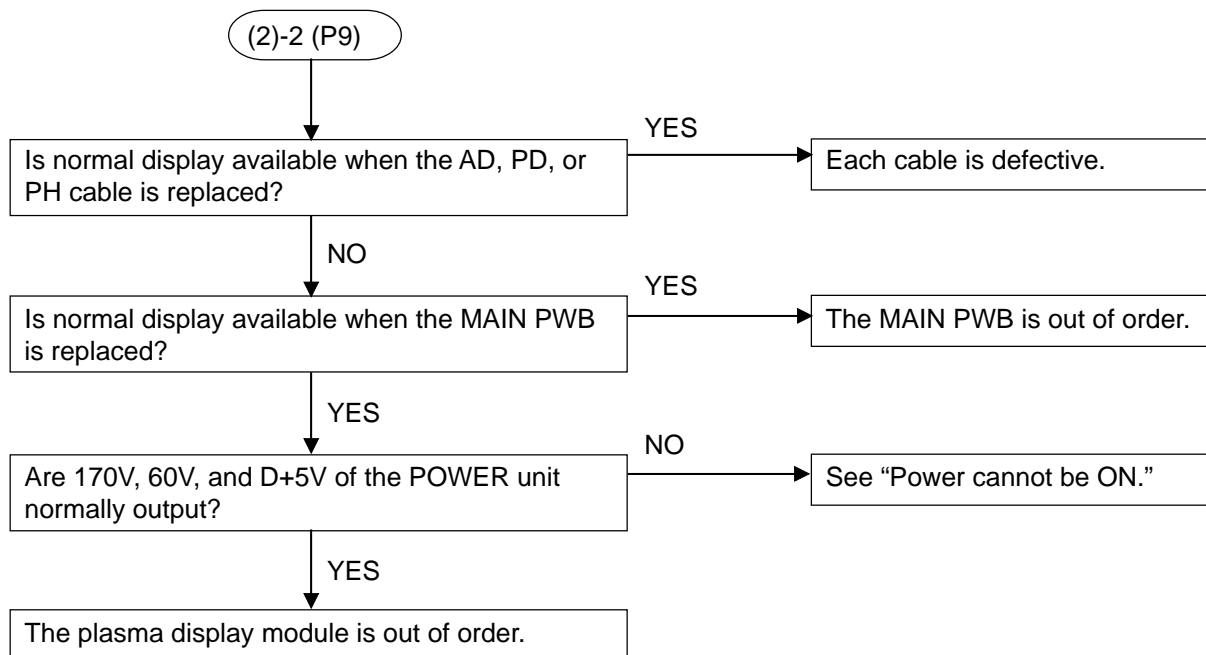 (2)-2 (P9)
YES
Is normal display available when the AD, PD, or
PH cable is replaced?
Each cable is defective.
NO
YES
Is normal display available when the MAIN PWB
is replaced?
The MAIN PWB is out of order.
YES
NO
Are 170V, 60V, and D+5V of the POWER unit
normally output?
See “Power cannot be ON.”
YES
The plasma display module is out of order.